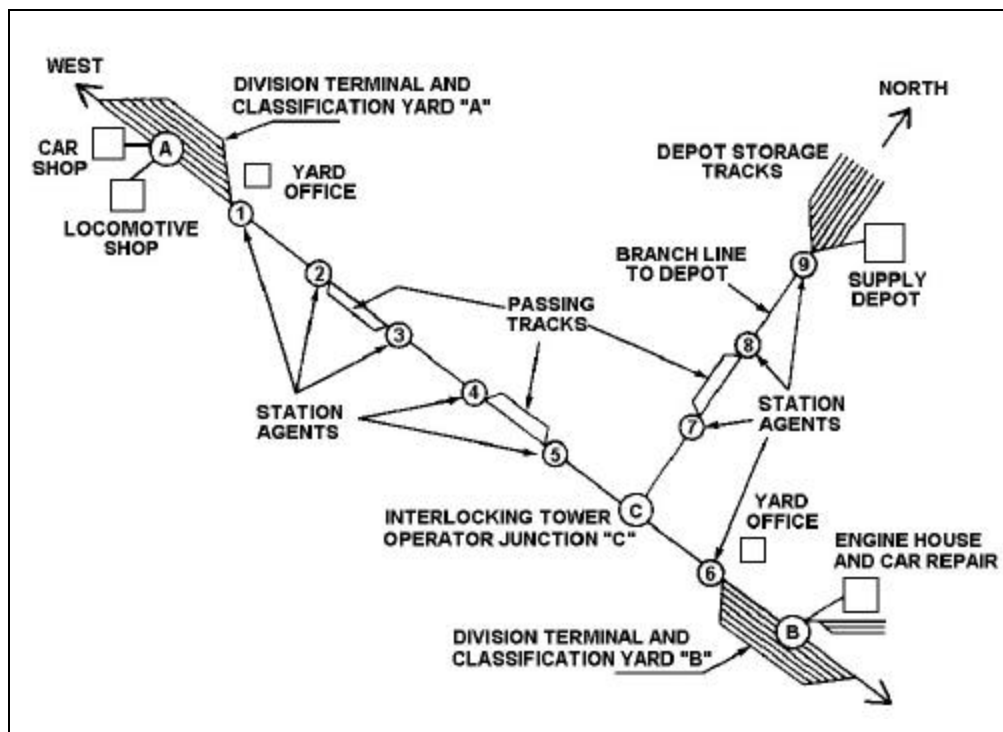 WEST
DIVISION TERMINAL AND
CLASSIFICATION YARD "A"
NORTH
CAR
SHOP
A
YARD
OFFICE
DEPOT STORAGE
TRACKS
LOCOMOTIVE
SHOP
1
2
3
BRANCH LINE
TO DEPOT
9
SUPPLY
DEPOT
PASSING
TRACKS
8
4
5
STATION
AGENTS
7
STATION
AGENTS
C
INTERLOCKING TOWER
OPERATOR JUNCTION "C"
YARD
OFFICE
ENGINE HOUSE
AND CAR REPAIR
6
B
DIVISION TERMINAL AND
CLASSIFICATION YARD "B"